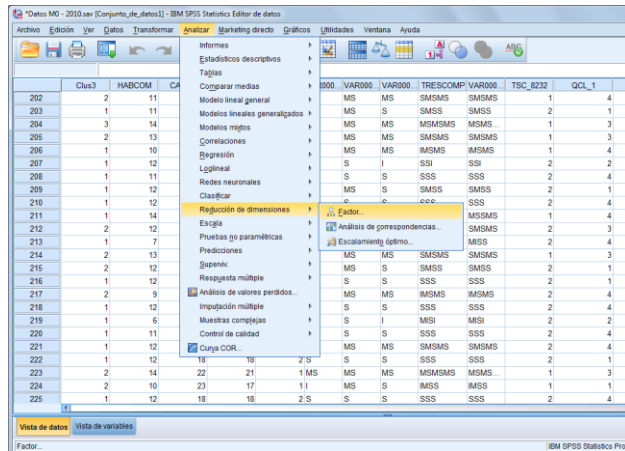 *Datos M0 - 2010.sav [Conjunto_de_datos1] - IBM SPSS Statistics Editor de datos
Archivo Edición Ver Datos Transformar Analizar Marketing directo Gráficos Utilidades Ventana Ayuda
Informes
Estadísticos descriptivos
Tablas
Comparar medias
Modelo lineal general
Modelos lineales generalizados
Modelos mixtos
Correlaciones
Regresión
Loglineal
Redes neuronales
Clasificar
Reducción de dimensiones
Escala
Pruebas no paramétricas
Predicciones
Superviv.
Respuesta múltiple
Análisis de valores perdidos...
Imputación múltiple
Muestras complejas
Control de calidad
Curva COR...
Factor...
Análisis de correspondencias...
Escalamiento óptimo...
Clus3 HABCOM CA 000... VAR000... VAR000... TRESCOMP VAR000... TSC_8232 QCL_1
202 2 11 MS MS SMSMS SMSMS 1 4
203 1 11 MS S SMSS SMSS 1 1
204 3 14 MS MS MSMSMS MSMS... 1 3
205 2 13 MS MS SMSMS SMSMS 1 3
206 1 10 MS MS IMSMS IMSMS 1 4
207 1 12 S I SSI SSI 2 2
208 1 11 S S SSS SSS 2 4
209 1 12 MS S SMSS SMSS 2 1
210 1 12 S S SSS SSS 2 4
211 1 14 MSSMS 1 4
212 2 12 SMSMS 2 3
213 1 7 MISS 2 4
214 2 13 MS MS SMSMS SMSMS 1 3
215 2 12 MS S SMSS SMSS 2 1
216 1 12 S S SSS SSS 2 4
217 2 9 MS MS IMSMS IMSMS 2 4
218 1 12 S S SSS SSS 2 4
219 1 6 S I MISI MISI 2 2
220 1 11 S S SSS SSS 2 4
221 1 12 MS MS SMSMS SMSMS 2 4
222 1 12 18 18 2 S S S SSS SSS 2 1
223 2 14 22 21 1 MS MS MS MSMSMS MSMS... 1 3
224 2 10 23 17 1 I MS S IMSS IMSS 1 1
225 1 12 18 18 2 S S S SSS SSS 2 4
Vista de datos Vista de variables
Factor... IBM SPSS Statistics Pro